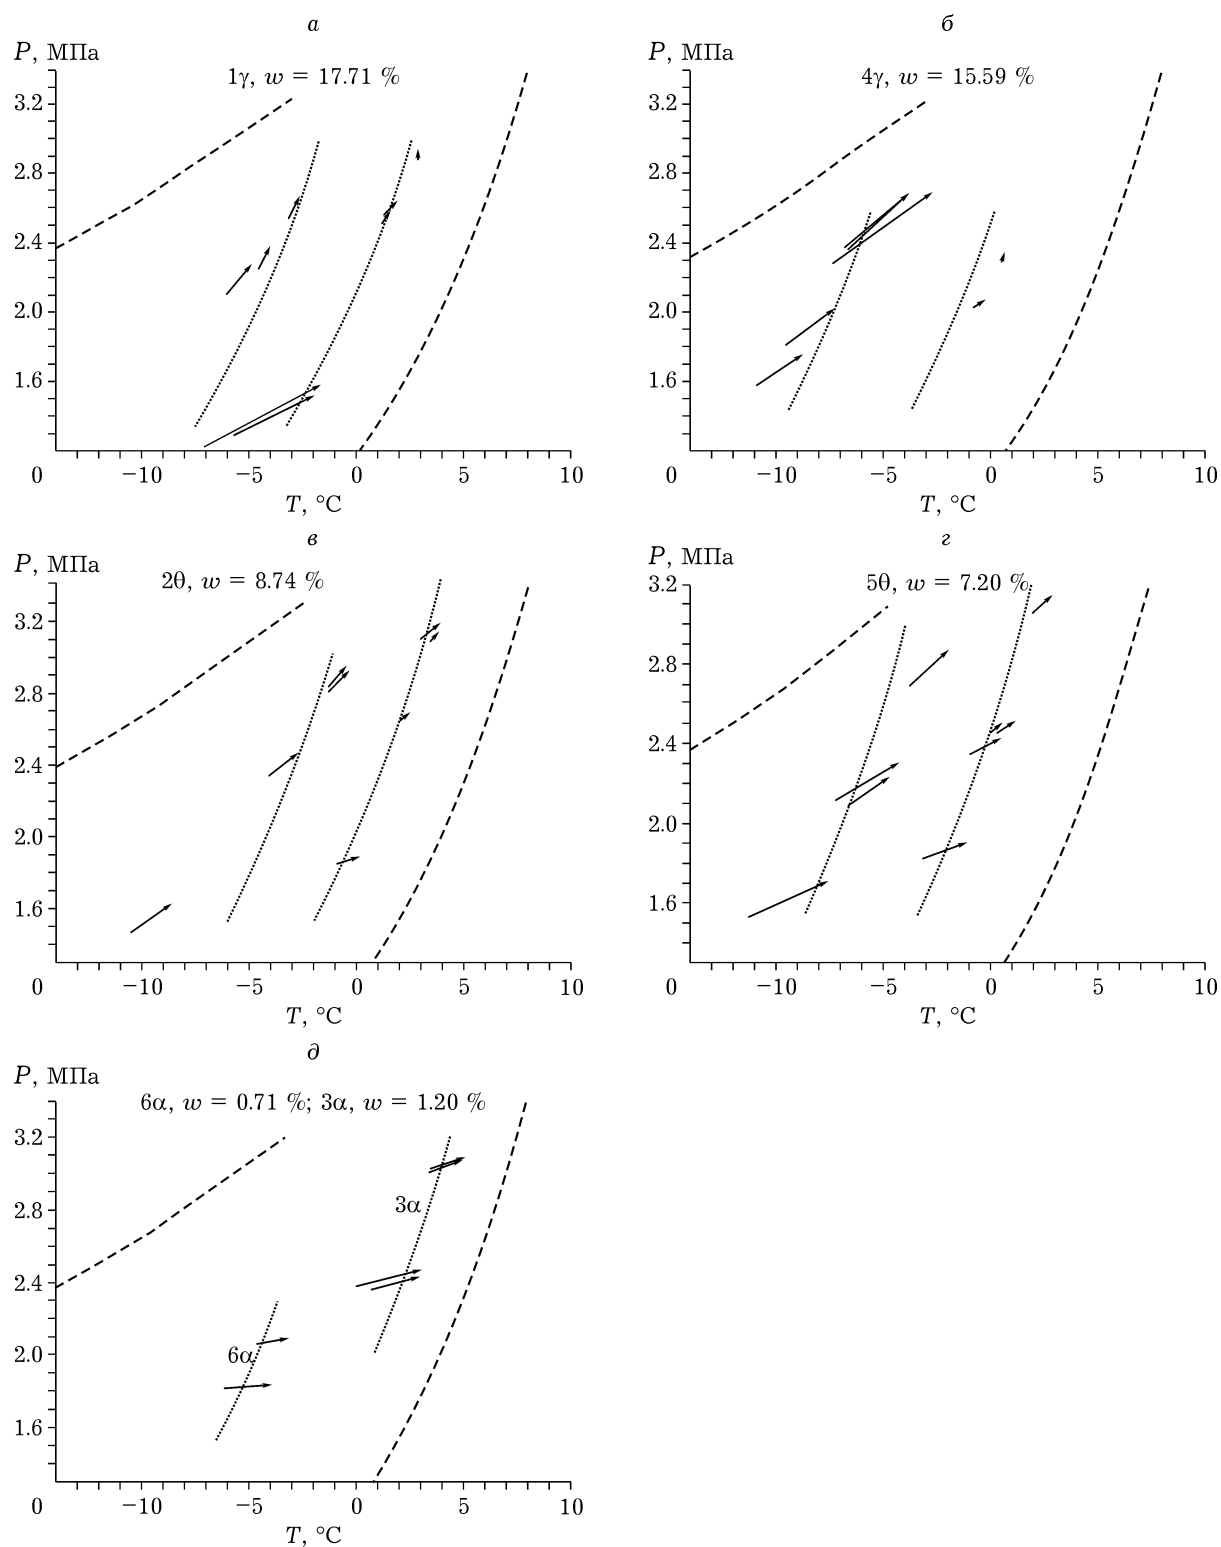 а
P, МПа
1γ, w = 17.71 %
3.2
2.8
2.4
2.0
1.6
0 −10 −5 0 5 10
T, °C
б
P, МПа
4γ, w = 15.59 %
3.2
2.8
2.4
2.0
1.6
0 −10 −5 0 5 10
T, °C
в
P, МПа
2θ, w = 8.74 %
3.2
2.8
2.4
2.0
1.6
0 −10 −5 0 5 10
T, °C
г
P, МПа
5θ, w = 7.20 %
3.2
2.8
2.4
2.0
1.6
0 −10 −5 0 5 10
T, °C
д
P, МПа
6α, w = 0.71 %; 3α, w = 1.20 %
3.2
2.8
3α
2.4
2.0
6α
1.6
0 −10 −5 0 5 10
T, °C